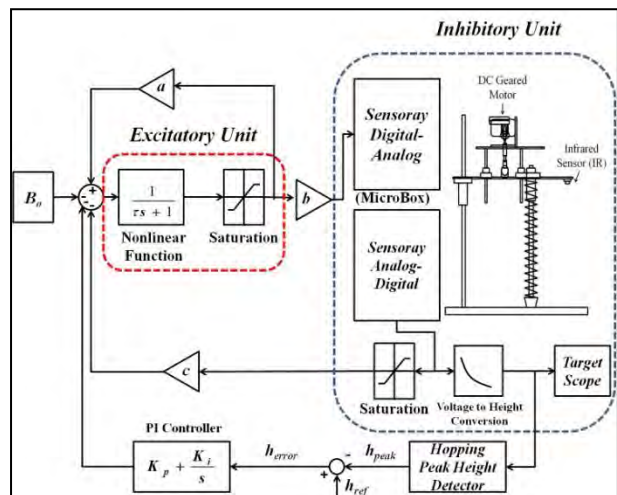 Inhibitory Unit
DC Geared
Motor
Infrared
Sensor (IR)
Sensoray
Digital-
Analog
(MicroBox)
Sensoray
Analog-
Digital
a
Excitatory Unit
B_o
+
-
-
1
τs + 1
Nonlinear
Function
Saturation
b
c
Saturation
Voltage to Height
Conversion
Target
Scope
PI Controller
K_p + K_i
s
h_error
-
+
h_peak
h_ref
Hopping
Peak Height
Detector